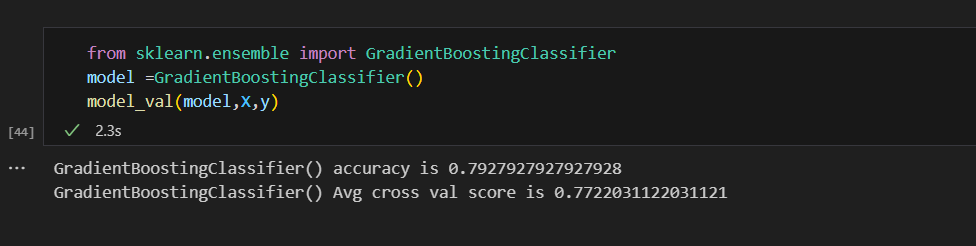 from sklearn.ensemble import GradientBoostingClassifier
model =GradientBoostingClassifier()
model_val(model,X,y)
[44] 2.3s
... GradientBoostingClassifier() accuracy is 0.7927927927927928
GradientBoostingClassifier() Avg cross val score is 0.7722031122031121